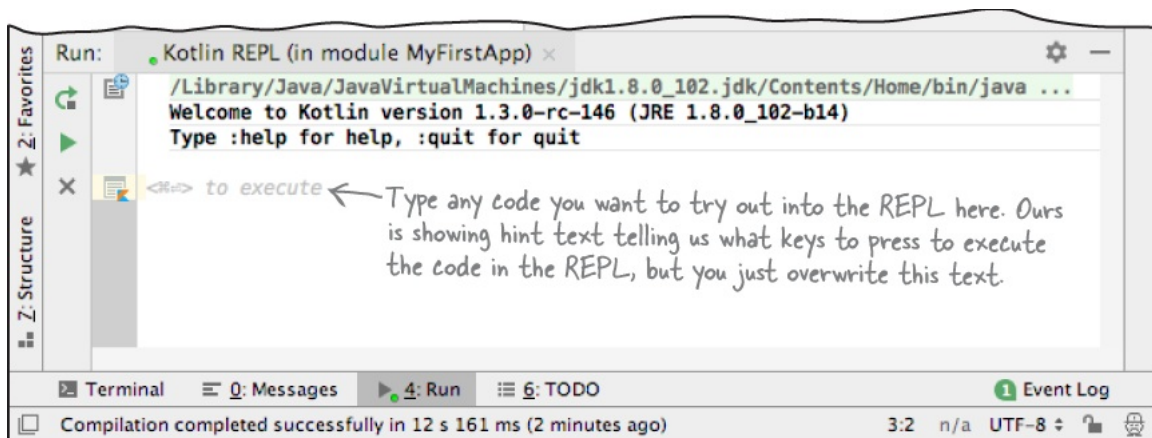 Run: Kotlin REPL (in module MyFirstApp) ×
2: Favorites
/Library/Java/JavaVirtualMachines/jdk1.8.0_102.jdk/Contents/Home/bin/java ...
Welcome to Kotlin version 1.3.0-rc-146 (JRE 1.8.0_102-b14)
Type :help for help, :quit for quit
<⌘⏎> to execute
Type any code you want to try out into the REPL here. Ours
is showing hint text telling us what keys to press to execute
the code in the REPL, but you just overwrite this text.
Z: Structure
Terminal 0: Messages 4: Run 6: TODO 1 Event Log
Compilation completed successfully in 12 s 161 ms (2 minutes ago) 3:2 n/a UTF-8